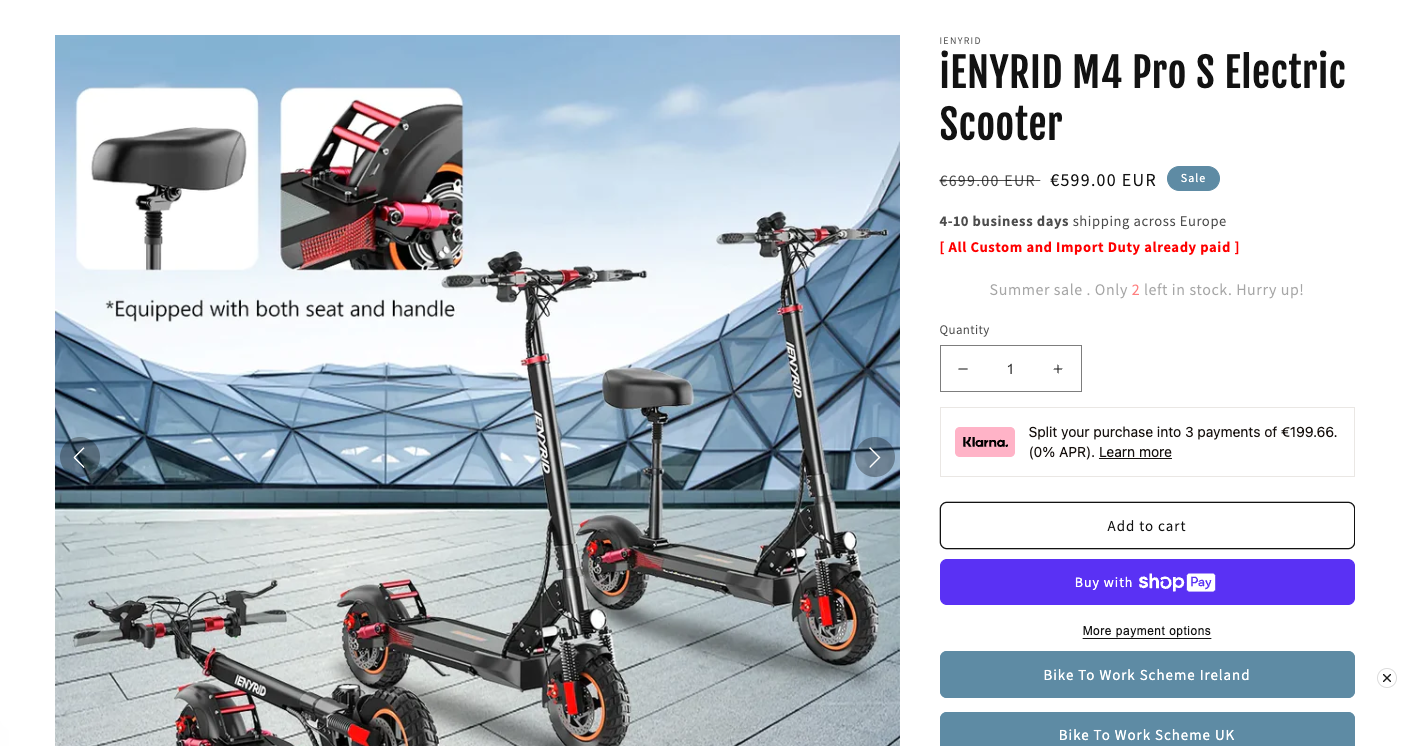 *Equipped with both seat and handle
IENYRID
IENYRID
IENYRID
IENYRID
iENYRID M4 Pro S Electric
Scooter
€699.00 EUR €599.00 EUR Sale
4-10 business days shipping across Europe
[ All Custom and Import Duty already paid ]
Summer sale . Only 2 left in stock. Hurry up!
Quantity
− 1 +
Klarna. Split your purchase into 3 payments of €199.66.
(0% APR). Learn more
Add to cart
Buy with shop Pay
More payment options
Bike To Work Scheme Ireland
Bike To Work Scheme UK